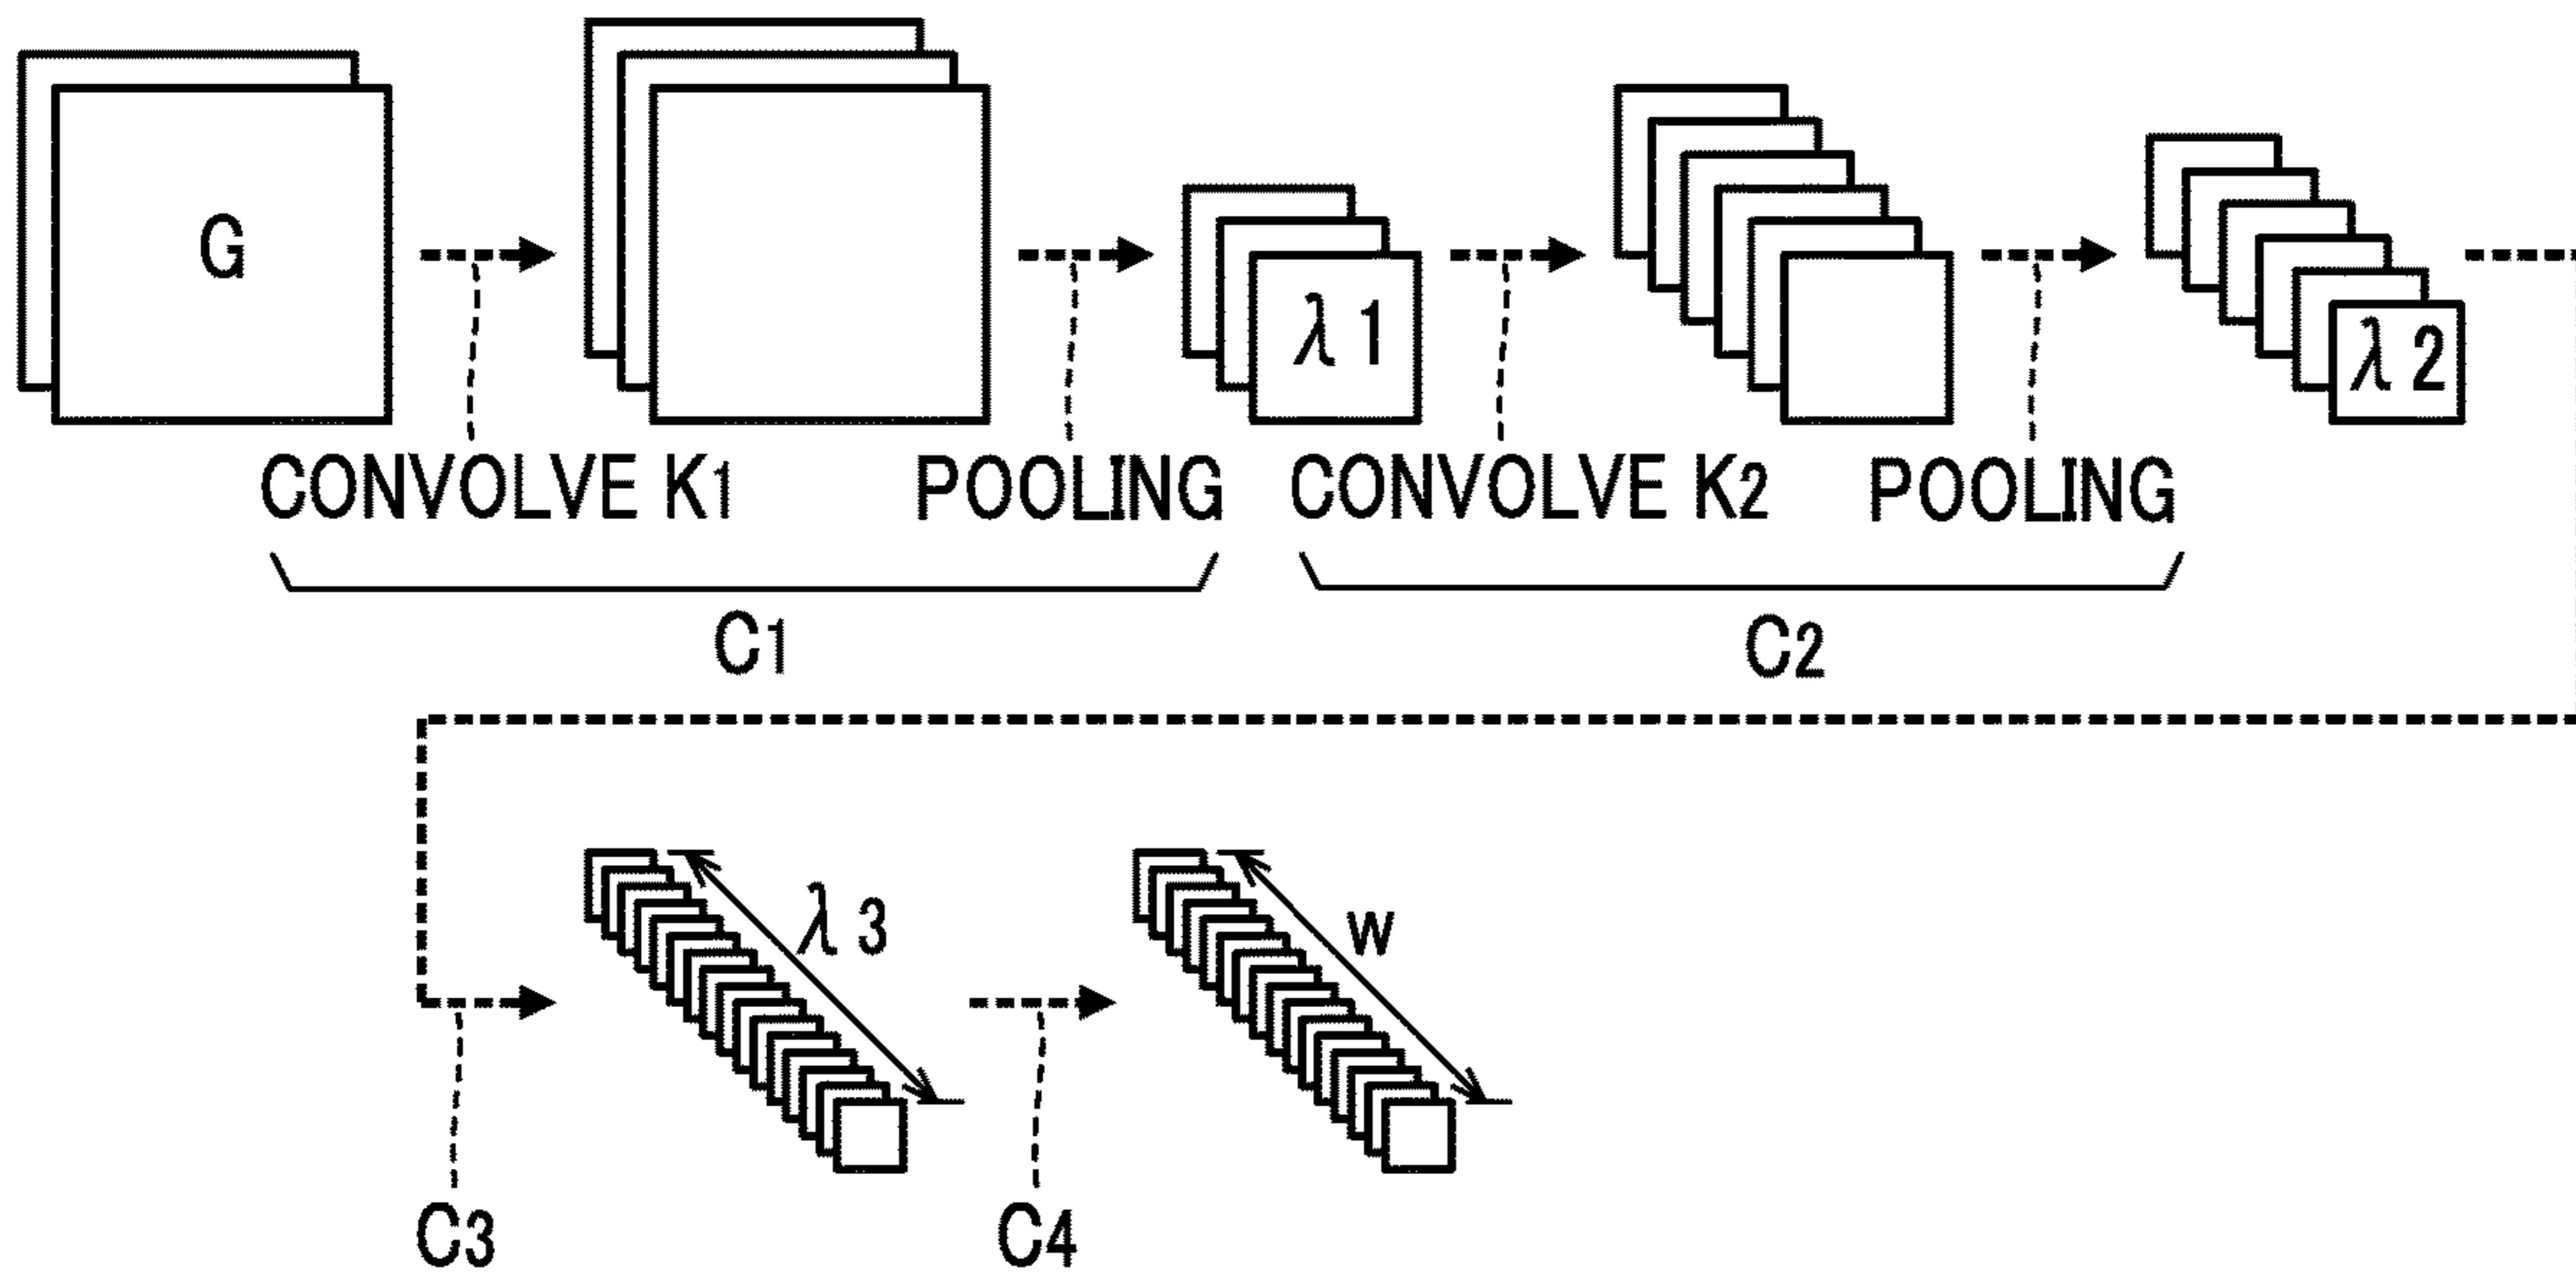 G
λ1
λ2
CONVOLVE K1
POOLING
CONVOLVE K2
POOLING
C1
C2
λ3
w
C3
C4